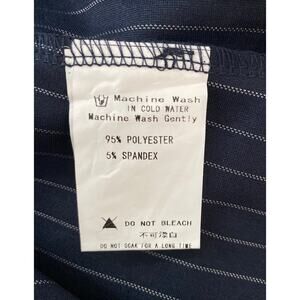 Machine Wash
IN COLD WATER
Machine Wash Gently
95% POLYESTER
5% SPANDEX
DO NOT BLEACH
不可漂白
DO NOT SOAK FOR A LONG TIME